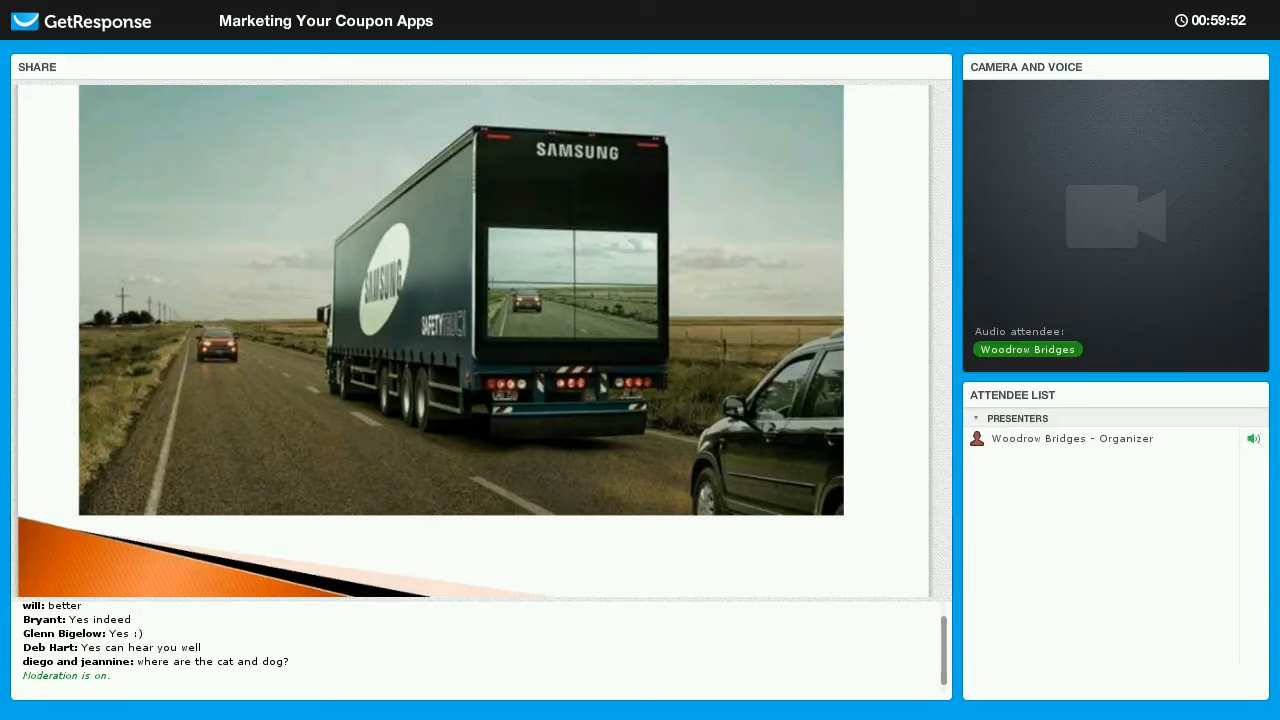 GetResponse
Marketing Your Coupon Apps
00:59:52
SHARE
SAMSUNG
SAMSUNG
SAFETYTRUCK
will: better
Bryant: Yes indeed
Glenn Bigelow: Yes :)
Deb Hart: Yes can hear you well
diego and jeannine: where are the cat and dog?
Moderation is on.
CAMERA AND VOICE
Audio attendee:
Woodrow Bridges
ATTENDEE LIST
PRESENTERS
Woodrow Bridges - Organizer